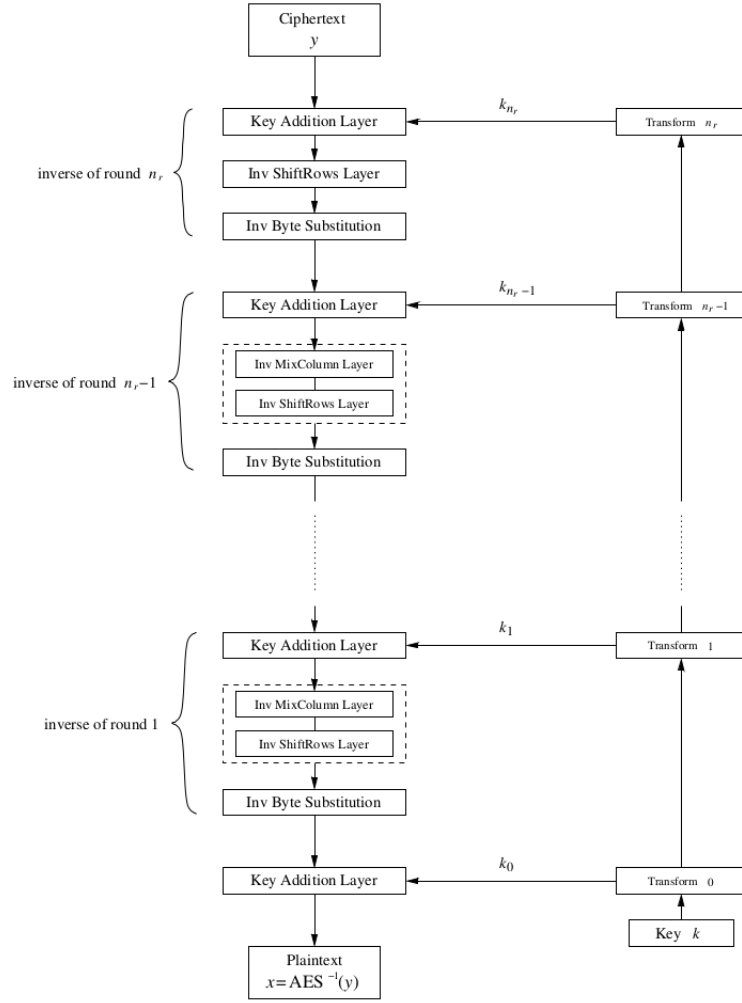 Ciphertext
y
k_{n_r}
Key Addition Layer
Transform n_r
inverse of round n_r
Inv ShiftRows Layer
Inv Byte Substitution
k_{n_r−1}
Key Addition Layer
Transform n_r−1
Inv MixColumn Layer
inverse of round n_r−1
Inv ShiftRows Layer
Inv Byte Substitution
k_1
Key Addition Layer
Transform 1
Inv MixColumn Layer
inverse of round 1
Inv ShiftRows Layer
Inv Byte Substitution
k_0
Key Addition Layer
Transform 0
Key k
Plaintext
x=AES^{−1}(y)